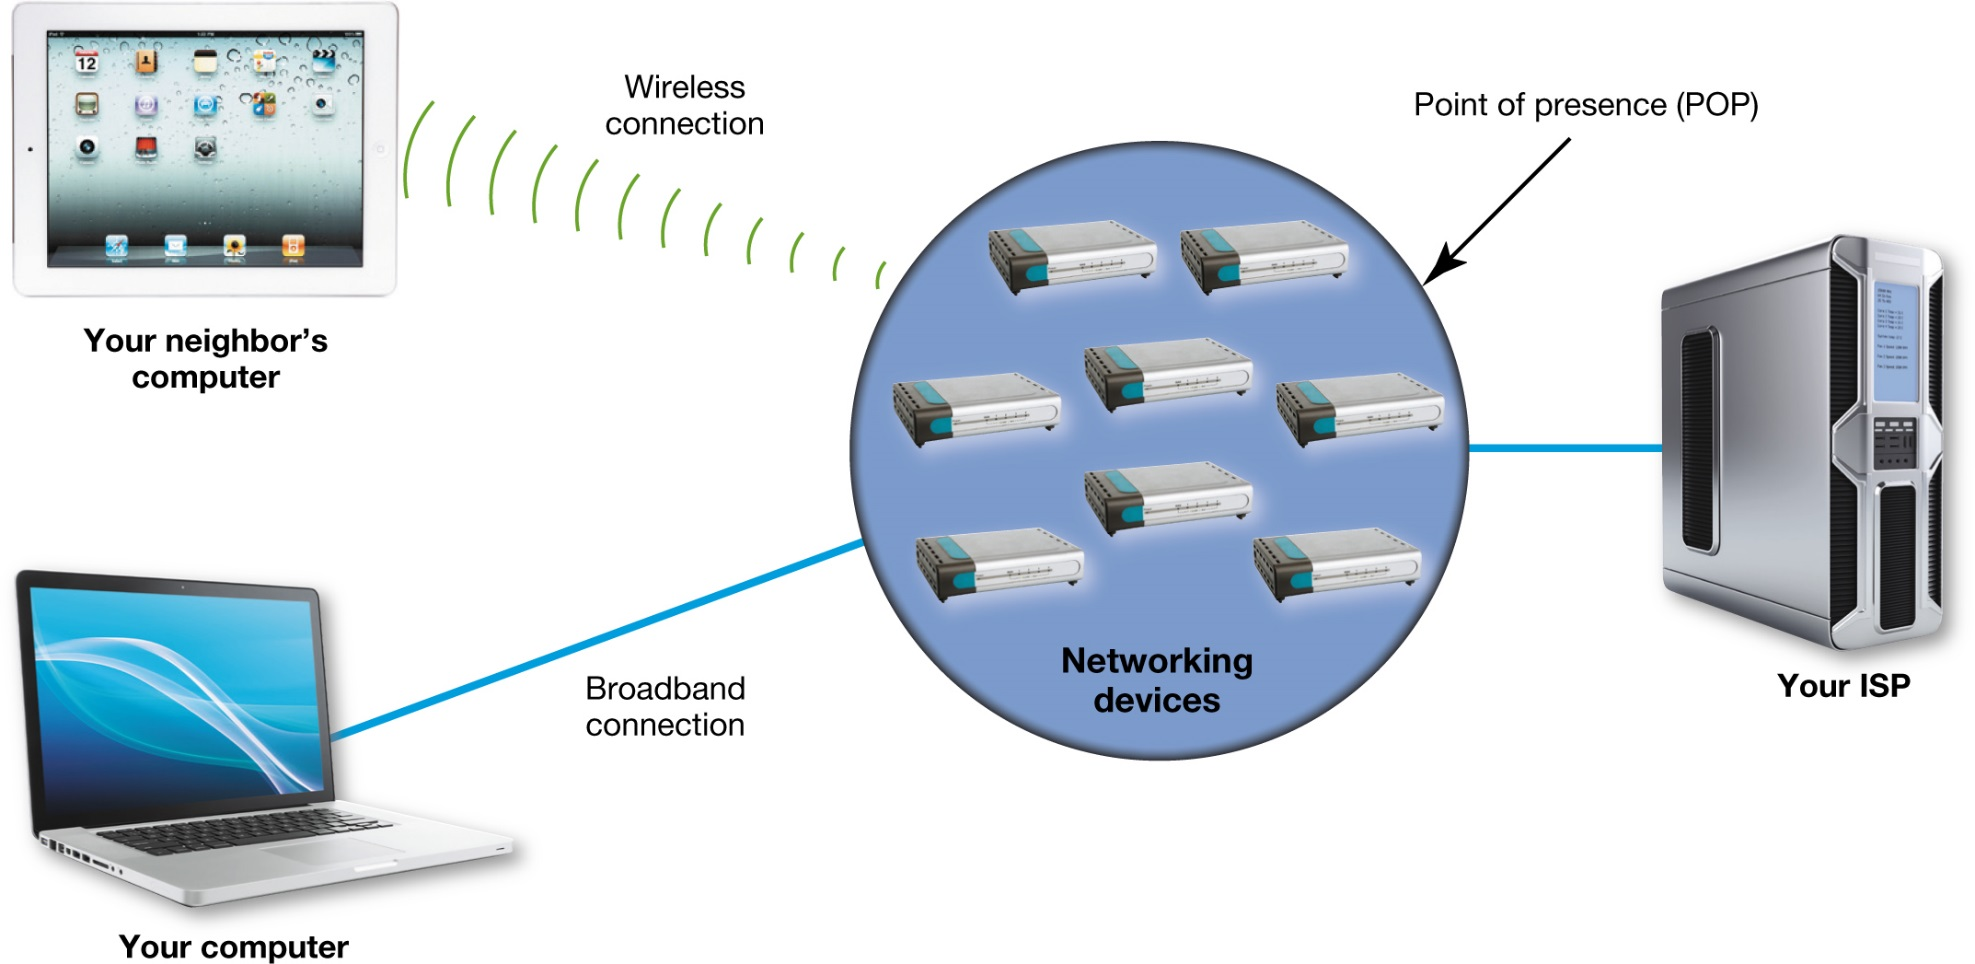 12
Wireless
connection
Point of presence (POP)
Your neighbor’s
computer
Networking
devices
Your ISP
Broadband
connection
Your computer